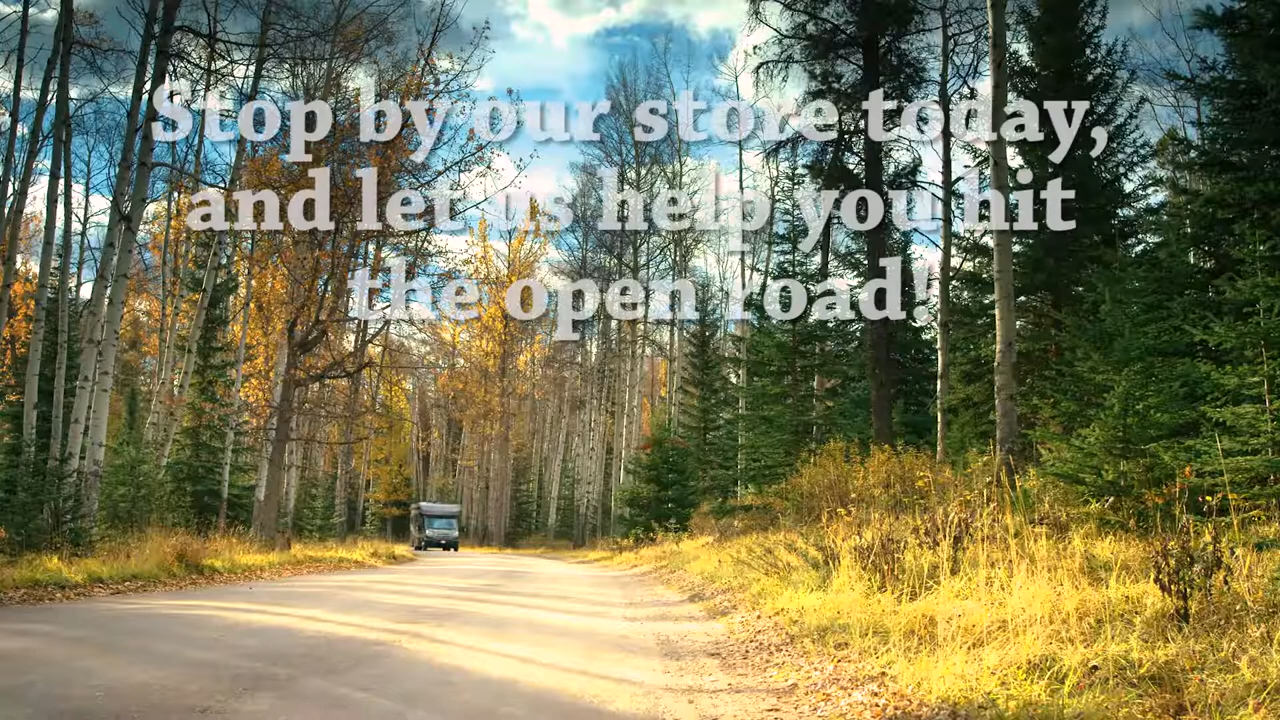 Stop by our store today,
and let us help you hit
the open road!